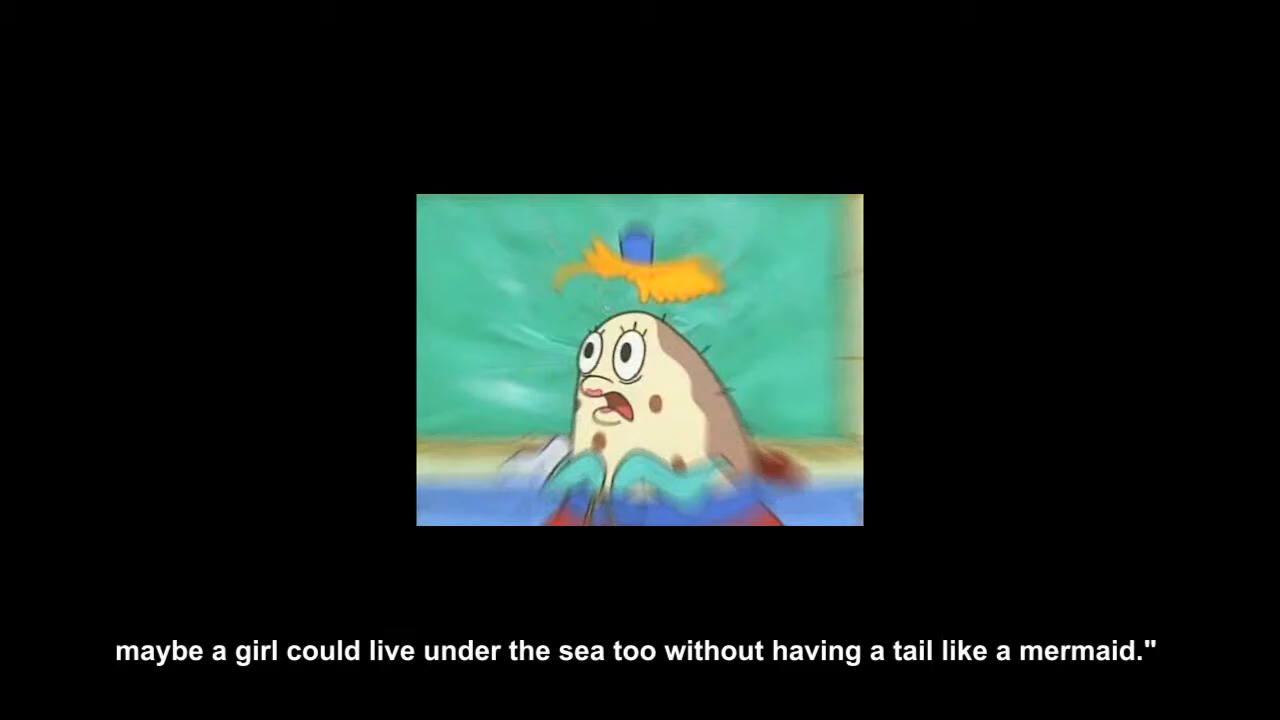 maybe a girl could live under the sea too without having a tail like a mermaid."